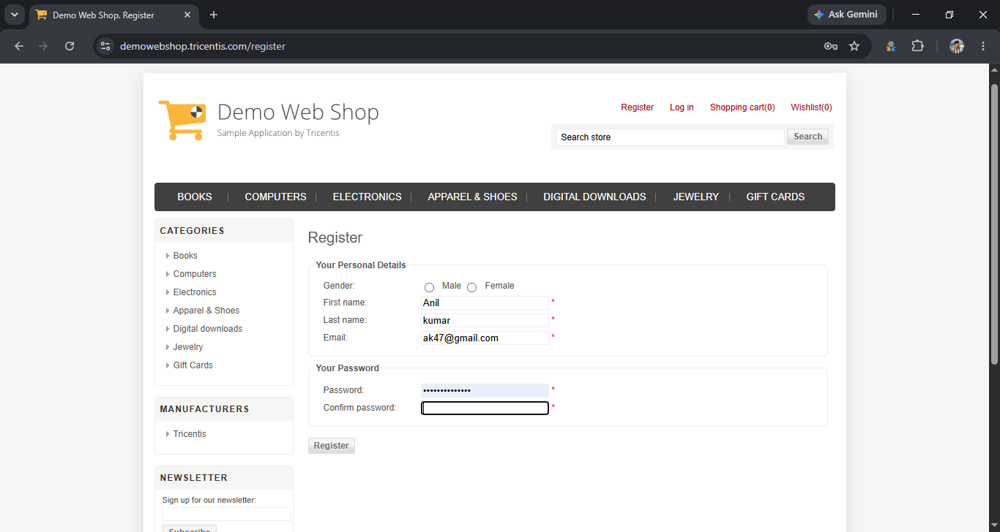 Demo Web Shop. Register
Ask Gemini
demowebshop.tricentis.com/register
Demo Web Shop
Sample Application by Tricentis
Register Log in Shopping cart(0) Wishlist(0)
Search store Search
BOOKS COMPUTERS ELECTRONICS APPAREL & SHOES DIGITAL DOWNLOADS JEWELRY GIFT CARDS
CATEGORIES
Books
Computers
Electronics
Apparel & Shoes
Digital downloads
Jewelry
Gift Cards
MANUFACTURERS
Tricentis
NEWSLETTER
Sign up for our newsletter:
Subscribe
Register
Your Personal Details
Gender: Male Female
First name: Anil *
Last name: kumar *
Email: ak47@gmail.com *
Your Password
Password: •••••••••••••• *
Confirm password: *
Register